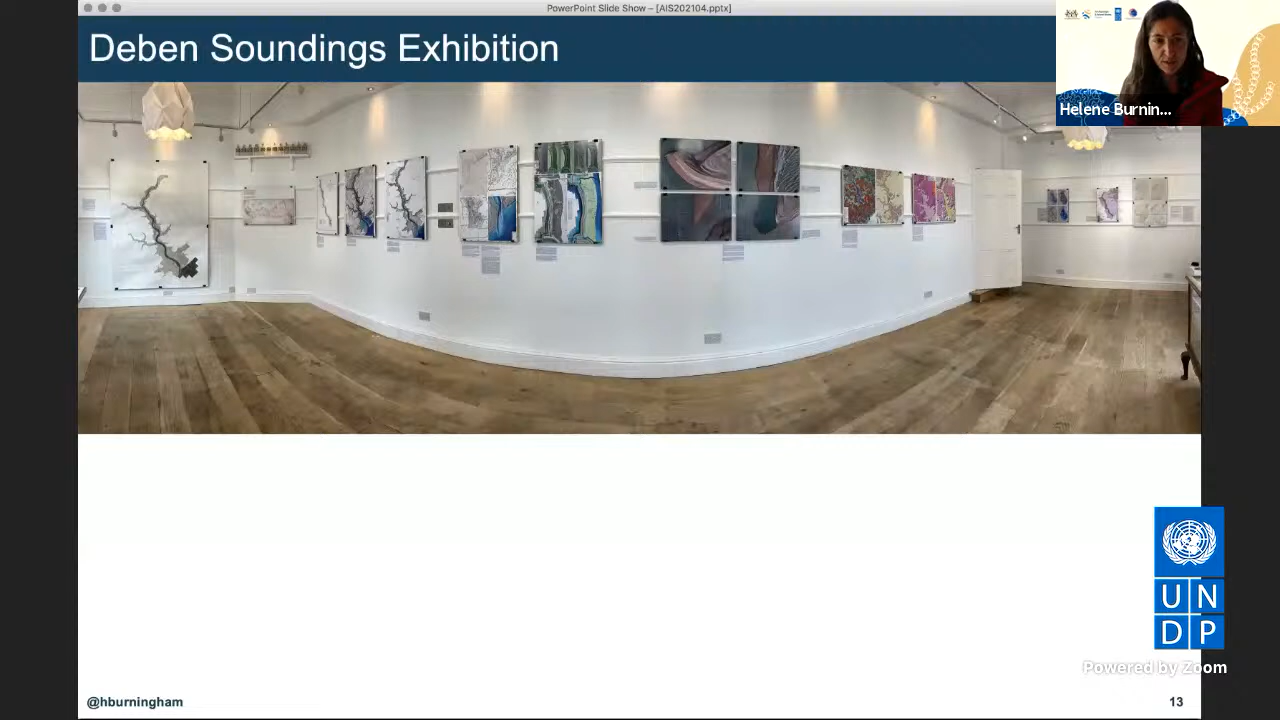 PowerPoint Slide Show – [AIS202104.pptx]
Deben Soundings Exhibition
Helene Burnin...
U N
D P
Powered by Zoom
@hburningham
13